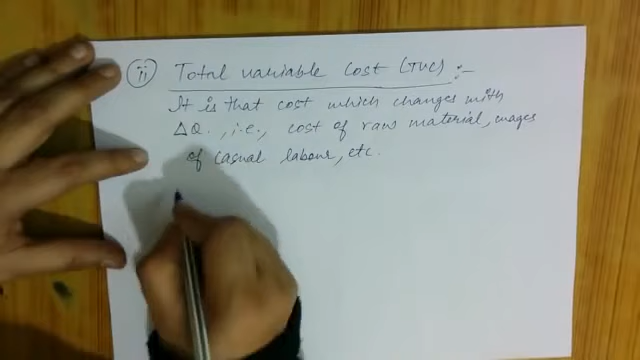 (ii) Total variable cost (TVC) :-
It is that cost which changes with
ΔQ., i.e., cost of raw material, wages
of casual labour, etc.